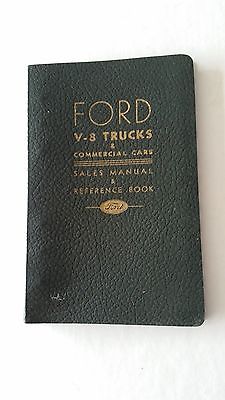 FORD
V-8 TRUCKS
&
COMMERCIAL CARS
SALES MANUAL
&
REFERENCE BOOK
Ford